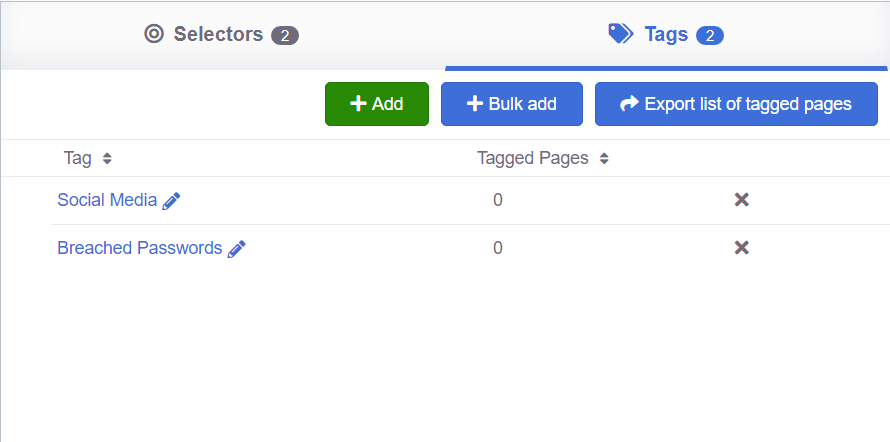 Selectors 2 Tags 2
Add Bulk add Export list of tagged pages
Tag Tagged Pages
Social Media 0
Breached Passwords 0